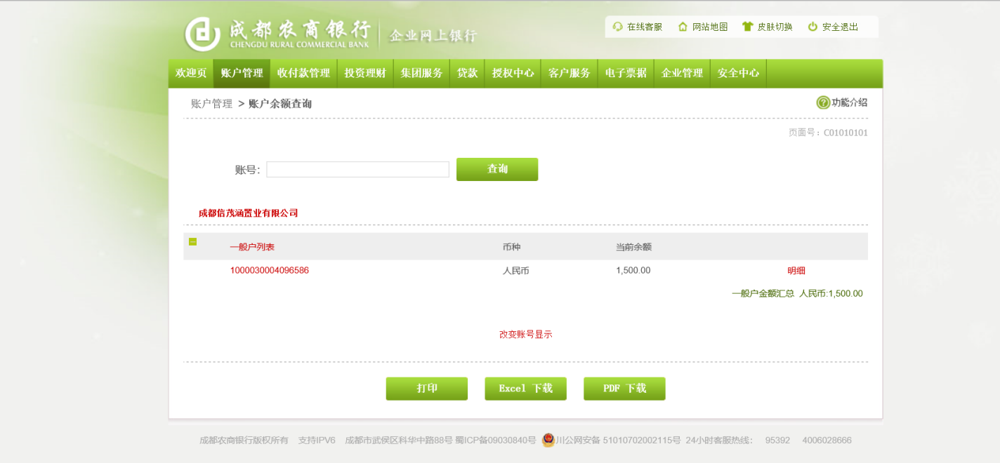 成都农商银行 企业网上银行
CHENGDU RURAL COMMERCIAL BANK
在线客服 网站地图 皮肤切换 安全退出
欢迎页 账户管理 收付款管理 投资理财 集团服务 贷款 授权中心 客户服务 电子票据 企业管理 安全中心
账户管理 > 账户余额查询 功能介绍
页面号：C01010101
账号： 查询
成都信茂涵置业有限公司
一般户列表 币种 当前余额
1000030004096586 人民币 1,500.00 明细
一般户金额汇总 人民币:1,500.00
改变账号显示
打印 Excel 下载 PDF 下载
成都农商银行版权所有 支持IPV6 成都市武侯区科华中路88号 蜀ICP备09030840号 川公网安备 51010702002115号 24小时客服热线： 95392 4006028666